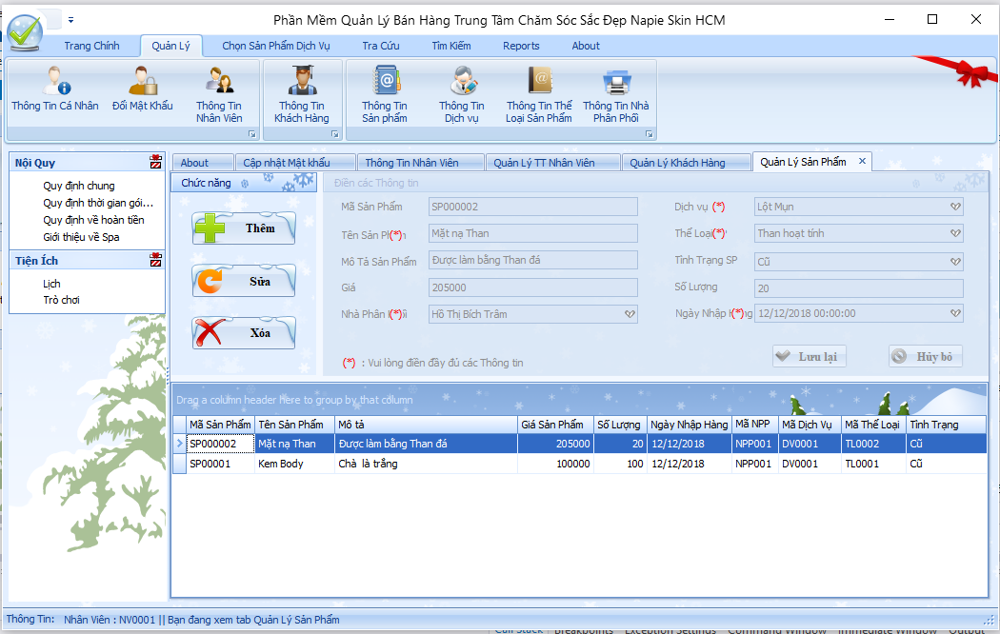 Phần Mềm Quản Lý Bán Hàng Trung Tâm Chăm Sóc Sắc Đẹp Napie Skin HCM
Trang Chính Quản Lý Chọn Sản Phẩm Dịch Vụ Tra Cứu Tìm Kiếm Reports About
Thông Tin Cá Nhân Đổi Mật Khẩu Thông Tin Nhân Viên Thông Tin Khách Hàng Thông Tin Sản phẩm Thông Tin Dịch vụ Thông Tin Thể Loại Sản Phẩm Thông Tin Nhà Phân Phối
Nội Quy
Quy định chung
Quy định thời gian gói...
Quy định về hoàn tiền
Giới thiệu về Spa
Tiện Ích
Lịch
Trò chơi
About Cập nhật Mật khẩu Thông Tin Nhân Viên Quản Lý TT Nhân Viên Quản Lý Khách Hàng Quản Lý Sản Phẩm
Chức năng
Thêm
Sửa
Xóa
Điền các Thông tin
Mã Sản Phẩm SP000002 Dịch vụ (*) Lột Mụn
Tên Sản (*) Mặt nạ Than Thể Loại(*) Than hoạt tính
Mô Tả Sản Phẩm Được làm bằng Than đá Tình Trạng SP Cũ
Giá 205000 Số Lượng 20
Nhà Phân (*) Hồ Thị Bích Trâm Ngày Nhập (*) 12/12/2018 00:00:00
(*) : Vui lòng điền đầy đủ các Thông tin
Lưu lại Hủy bỏ
Drag a column header here to group by that column
Mã Sản Phẩm Tên Sản Phẩm Mô tả Giá Sản Phẩm Số Lượng Ngày Nhập Hàng Mã NPP Mã Dịch Vụ Mã Thể Loại Tình Trạng
SP000002 Mặt nạ Than Được làm bằng Than đá 205000 20 12/12/2018 NPP001 DV0001 TL0002 Cũ
SP00001 Kem Body Chà là trắng 100000 100 12/12/2018 NPP001 DV0001 TL0001 Cũ
Thông Tin: Nhân Viên : NV0001 || Bạn đang xem tab Quản Lý Sản Phẩm
Call Stack Breakpoints Exception Settings Command Window Immediate Window Output